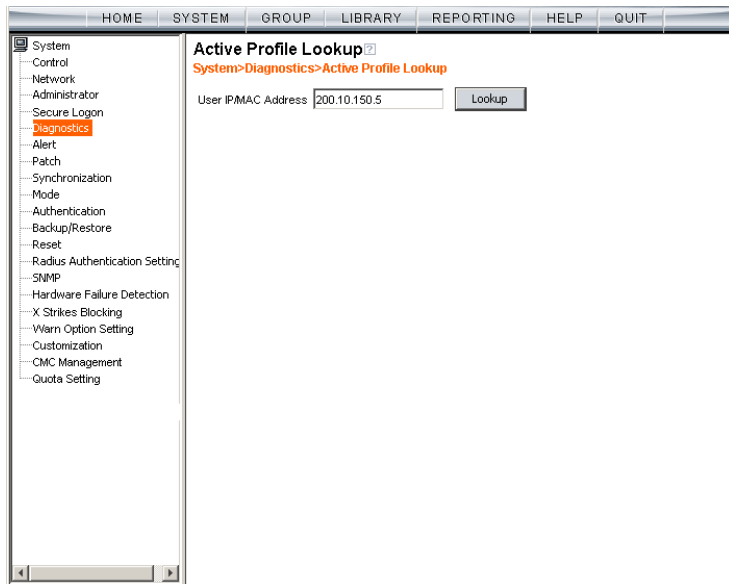 HOME SYSTEM GROUP LIBRARY REPORTING HELP QUIT
System
Control
Network
Administrator
Secure Logon
Diagnostics
Alert
Patch
Synchronization
Mode
Authentication
Backup/Restore
Reset
Radius Authentication Setting
SNMP
Hardware Failure Detection
X Strikes Blocking
Warn Option Setting
Customization
CMC Management
Quota Setting
Active Profile Lookup?
System>Diagnostics>Active Profile Lookup
User IP/MAC Address 200.10.150.5 Lookup